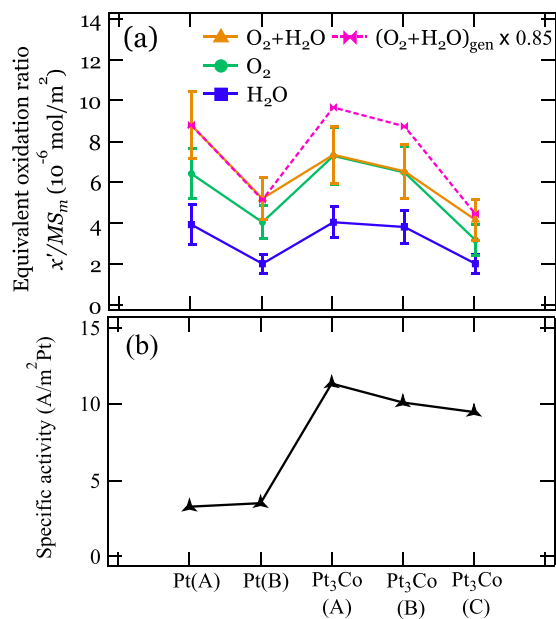 (a)
O₂+H₂O
(O₂+H₂O)gen x 0.85
O₂
H₂O
Equivalent oxidation ratio
x'/MSₘ (10⁻⁶ mol/m²)
14
12
10
8
6
4
2
0
(b)
Specific activity (A/m²Pt)
15
10
5
0
Pt(A) Pt(B) Pt₃Co Pt₃Co Pt₃Co
(A) (B) (C)